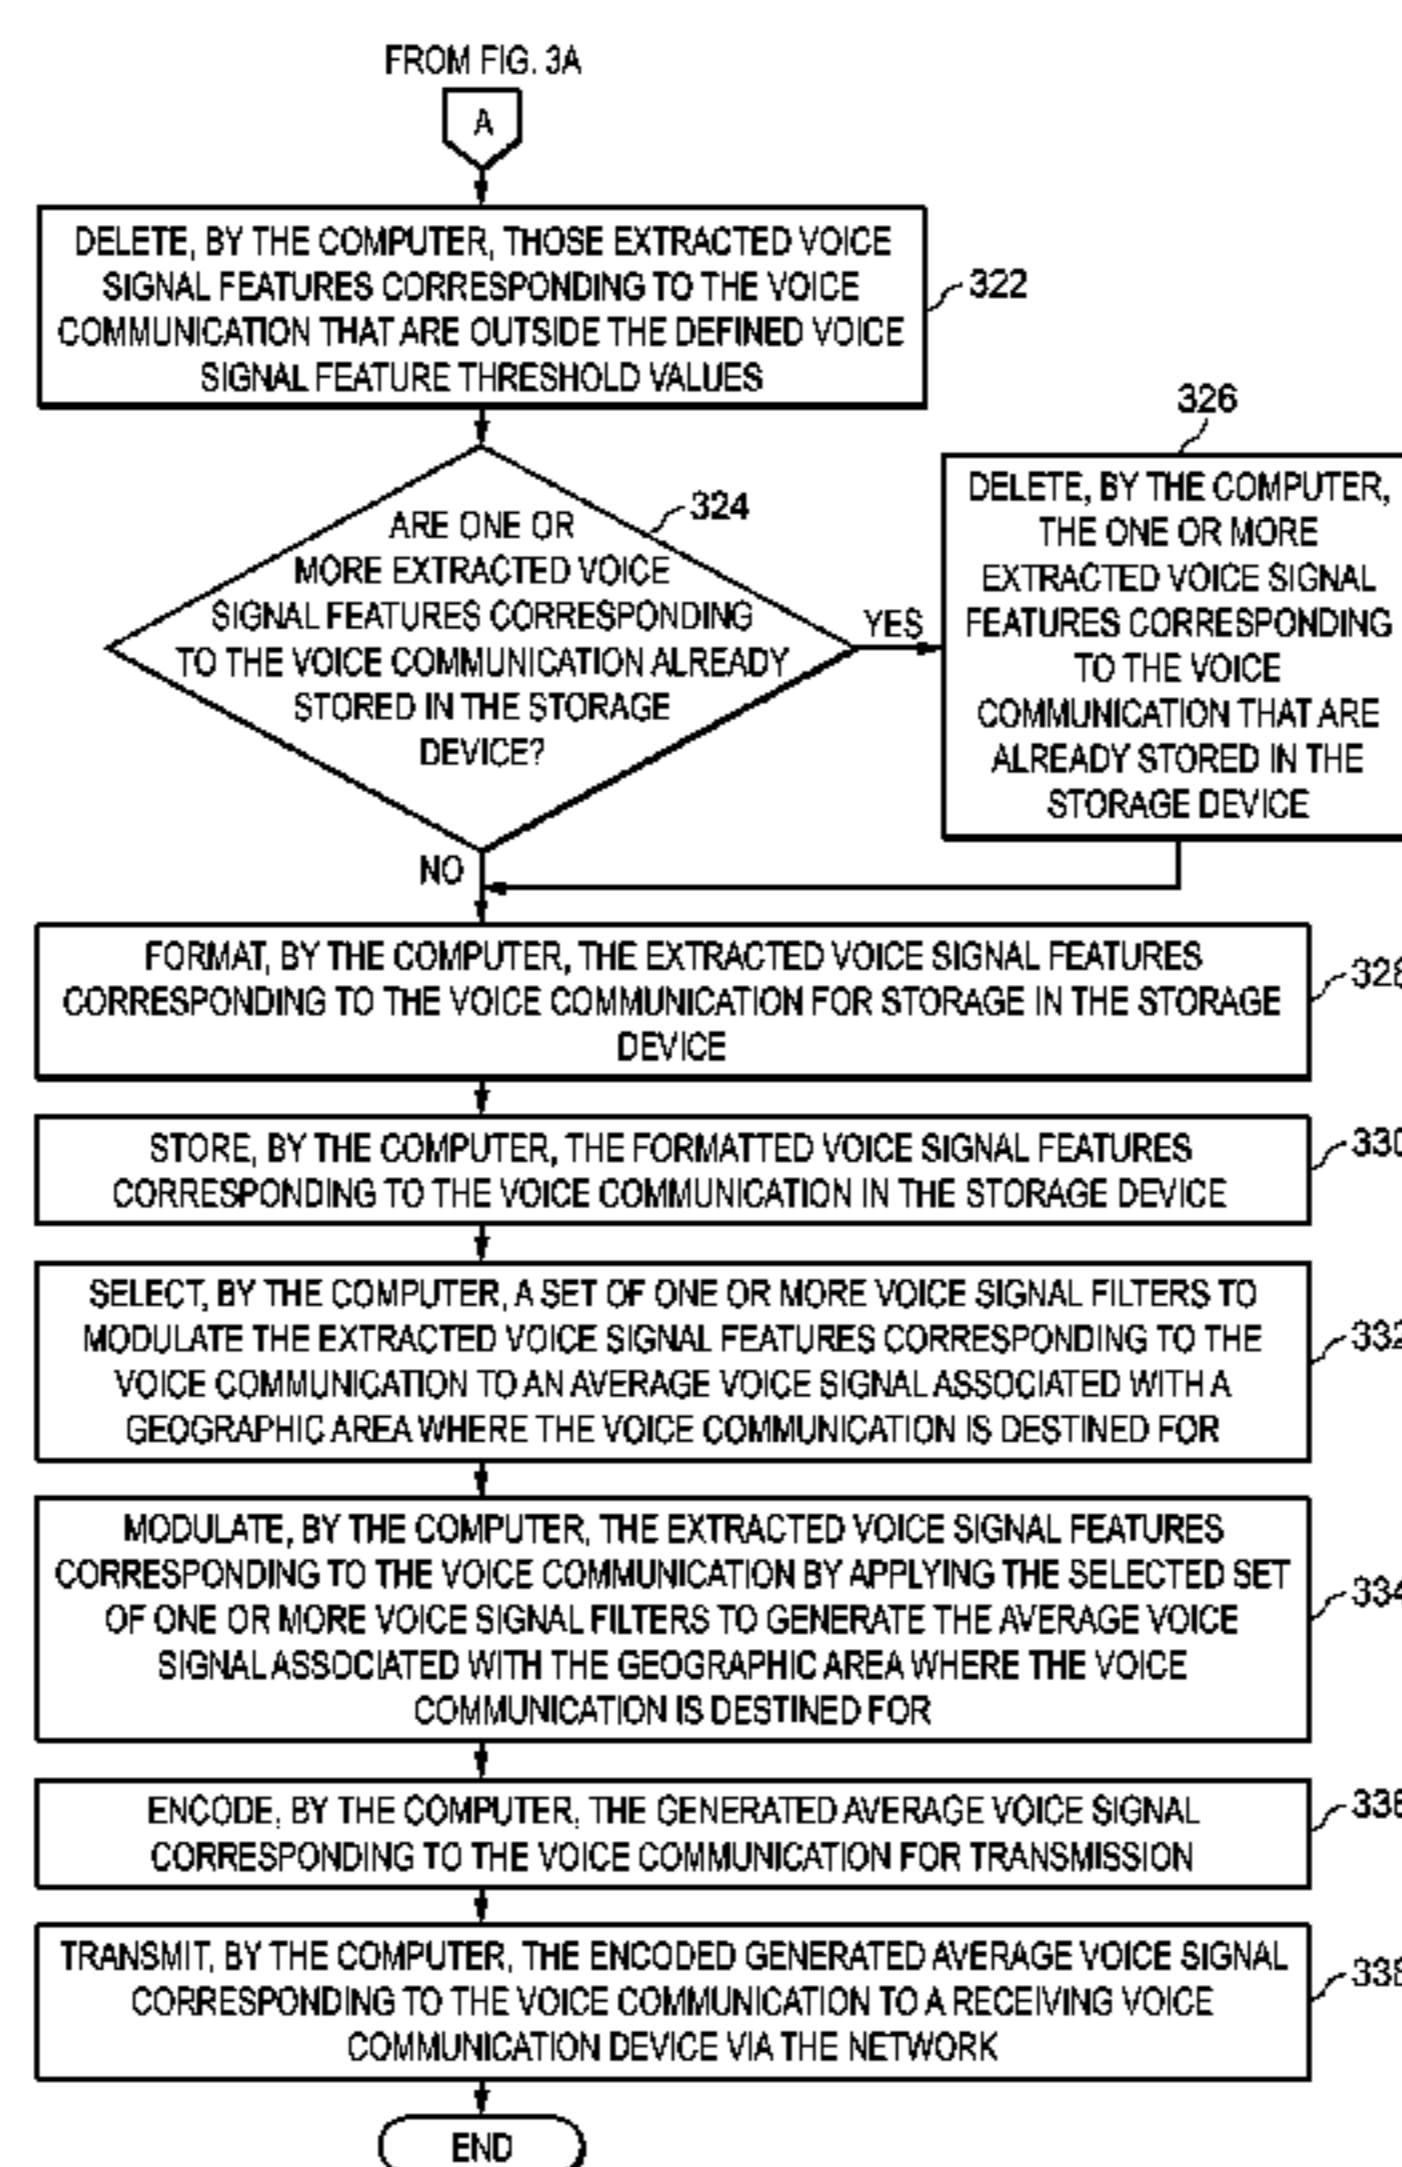 FROM FIG. 3A
A
DELETE, BY THE COMPUTER, THOSE EXTRACTED VOICE
SIGNAL FEATURES CORRESPONDING TO THE VOICE
COMMUNICATION THAT ARE OUTSIDE THE DEFINED VOICE
SIGNAL FEATURE THRESHOLD VALUES
322
ARE ONE OR
MORE EXTRACTED VOICE
SIGNAL FEATURES CORRESPONDING
TO THE VOICE COMMUNICATION ALREADY
STORED IN THE STORAGE
DEVICE?
324
YES
326
DELETE, BY THE COMPUTER,
THE ONE OR MORE
EXTRACTED VOICE SIGNAL
FEATURES CORRESPONDING
TO THE VOICE
COMMUNICATION THAT ARE
ALREADY STORED IN THE
STORAGE DEVICE
NO
FORMAT, BY THE COMPUTER, THE EXTRACTED VOICE SIGNAL FEATURES
CORRESPONDING TO THE VOICE COMMUNICATION FOR STORAGE IN THE STORAGE
DEVICE
328
STORE, BY THE COMPUTER, THE FORMATTED VOICE SIGNAL FEATURES
CORRESPONDING TO THE VOICE COMMUNICATION IN THE STORAGE DEVICE
330
SELECT, BY THE COMPUTER, A SET OF ONE OR MORE VOICE SIGNAL FILTERS TO
MODULATE THE EXTRACTED VOICE SIGNAL FEATURES CORRESPONDING TO THE
VOICE COMMUNICATION TO AN AVERAGE VOICE SIGNAL ASSOCIATED WITH A
GEOGRAPHIC AREA WHERE THE VOICE COMMUNICATION IS DESTINED FOR
332
MODULATE, BY THE COMPUTER, THE EXTRACTED VOICE SIGNAL FEATURES
CORRESPONDING TO THE VOICE COMMUNICATION BY APPLYING THE SELECTED SET
OF ONE OR MORE VOICE SIGNAL FILTERS TO GENERATE THE AVERAGE VOICE
SIGNAL ASSOCIATED WITH THE GEOGRAPHIC AREA WHERE THE VOICE
COMMUNICATION IS DESTINED FOR
334
ENCODE, BY THE COMPUTER, THE GENERATED AVERAGE VOICE SIGNAL
CORRESPONDING TO THE VOICE COMMUNICATION FOR TRANSMISSION
336
TRANSMIT, BY THE COMPUTER, THE ENCODED GENERATED AVERAGE VOICE SIGNAL
CORRESPONDING TO THE VOICE COMMUNICATION TO A RECEIVING VOICE
COMMUNICATION DEVICE VIA THE NETWORK
338
END